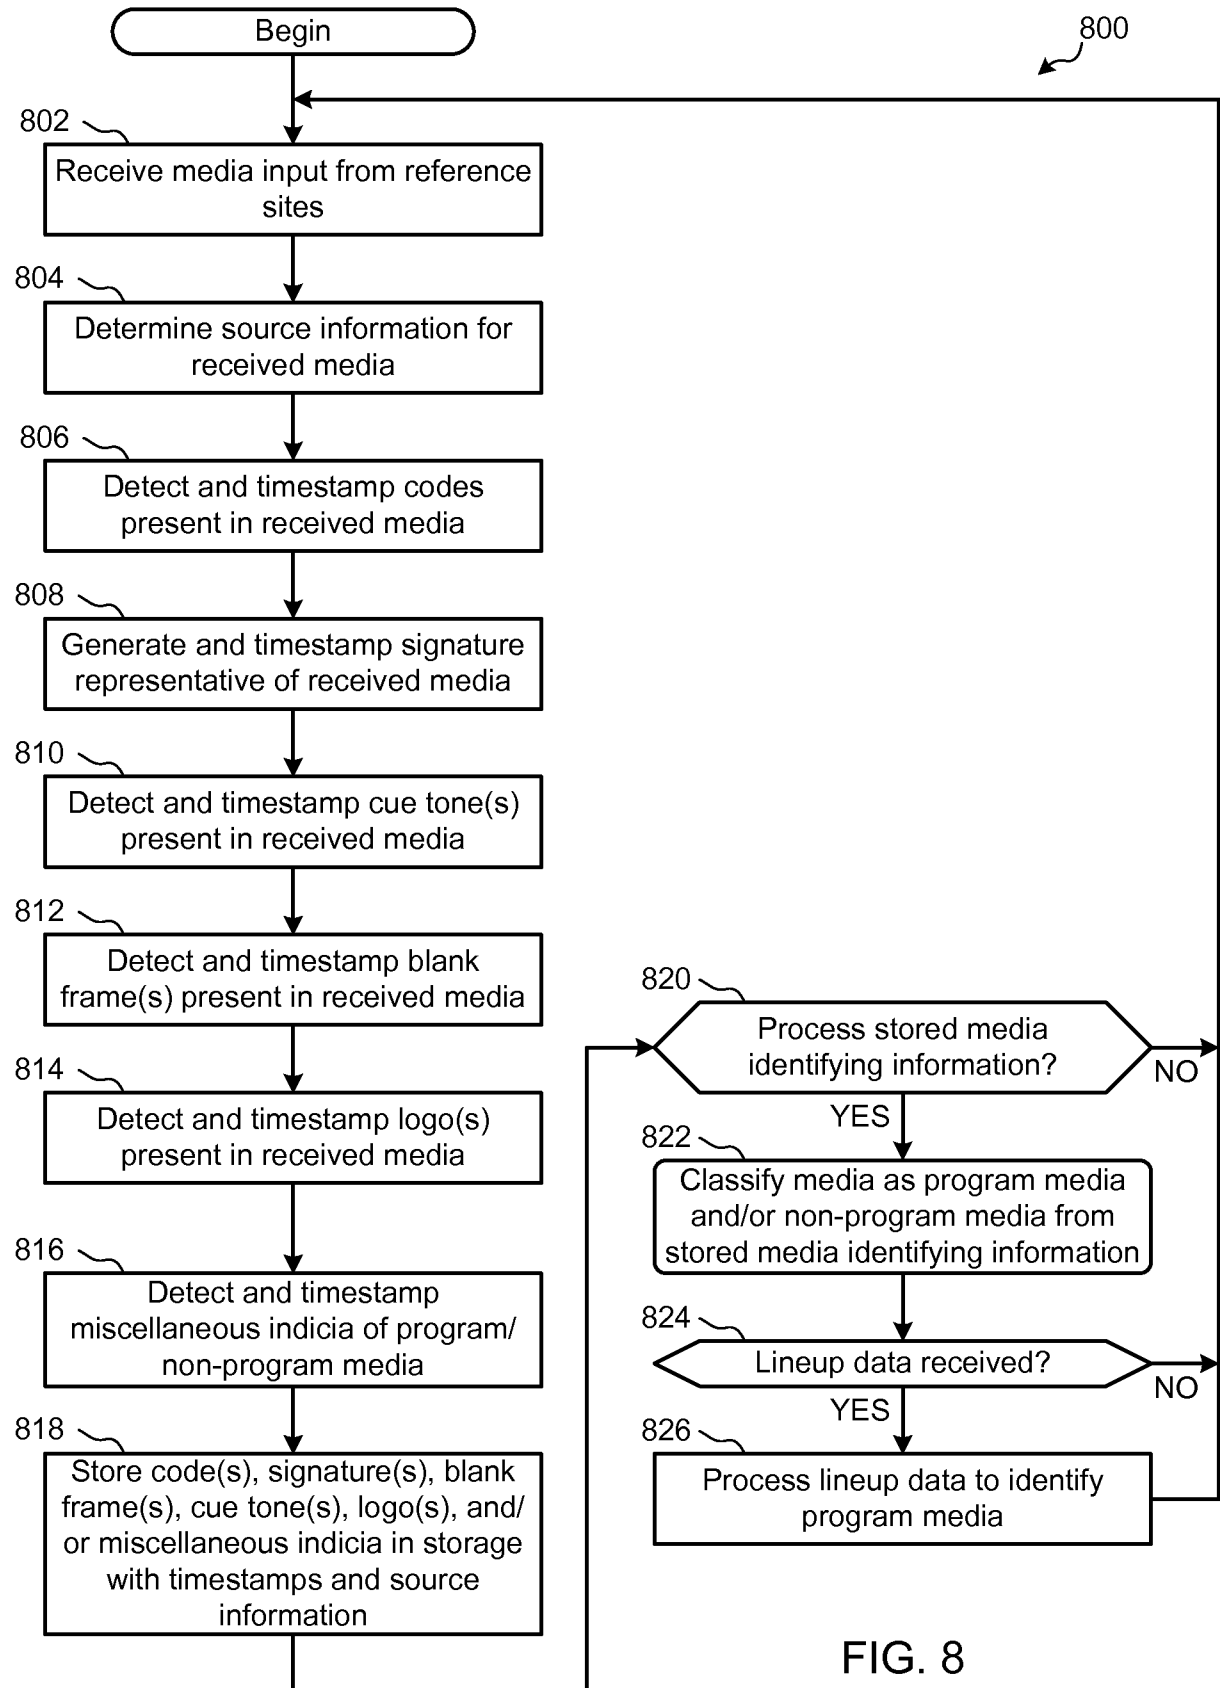 Begin
800
802
Receive media input from reference
sites
804
Determine source information for
received media
806
Detect and timestamp codes
present in received media
808
Generate and timestamp signature
representative of received media
810
Detect and timestamp cue tone(s)
present in received media
812
Detect and timestamp blank
frame(s) present in received media
814
Detect and timestamp logo(s)
present in received media
816
Detect and timestamp
miscellaneous indicia of program/
non-program media
818
Store code(s), signature(s), blank
frame(s), cue tone(s), logo(s), and/
or miscellaneous indicia in storage
with timestamps and source
information
820
Process stored media
identifying information?
NO
YES
822
Classify media as program media
and/or non-program media from
stored media identifying information
824
Lineup data received?
NO
YES
826
Process lineup data to identify
program media
FIG. 8